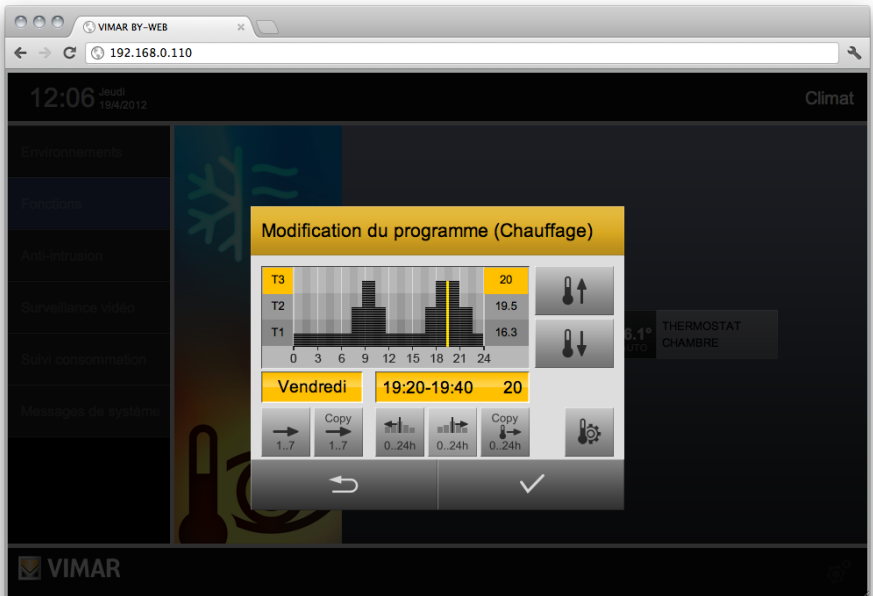 VIMAR BY-WEB
192.168.0.110
12:06 Jeudi
19/4/2012
Climat
Environnements
Fonctions
Anti-intrusion
Surveillance vidéo
Suivi consommation
Messages de système
Modification du programme (Chauffage)
T3 20
T2 19.5
T1 16.3
0 3 6 9 12 15 18 21 24
Vendredi 19:20-19:40 20
Copy Copy
1..7 1..7 0..24h 0..24h 0..24h
6.1° THERMOSTAT
AUTO CHAMBRE
VIMAR